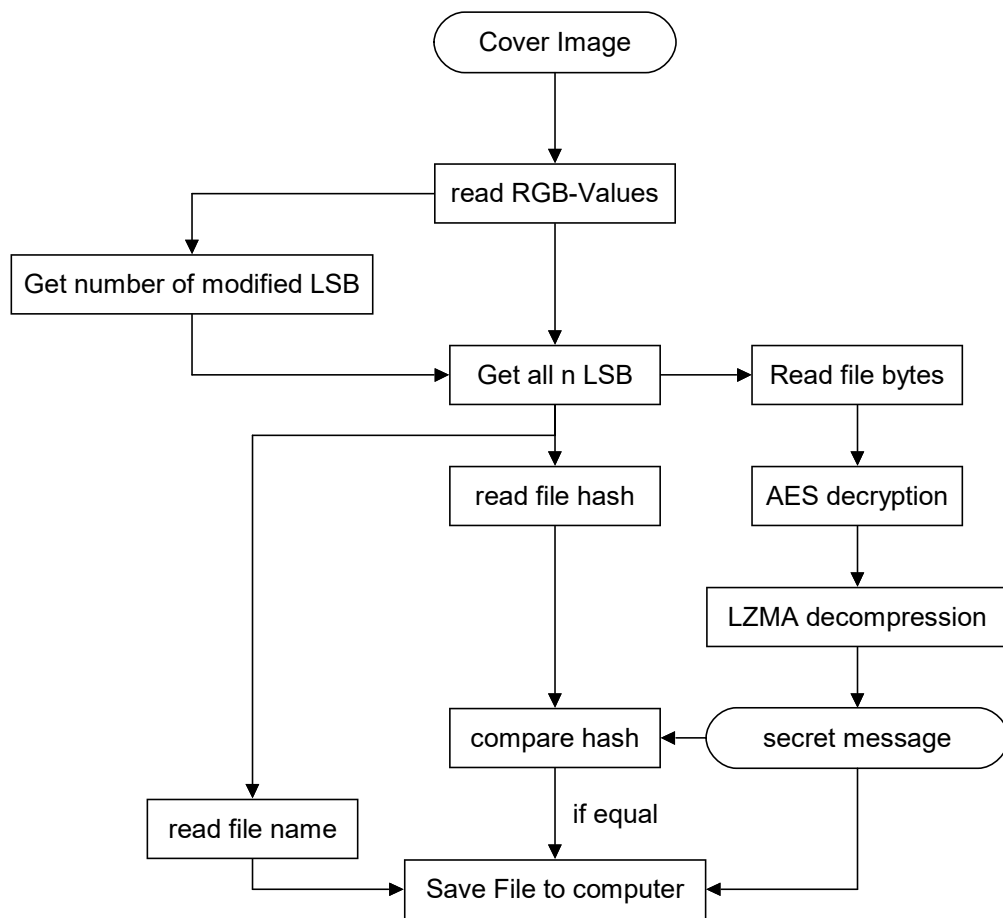 Cover Image
read RGB-Values
Get number of modified LSB
Get all n LSB
Read file bytes
read file hash
AES decryption
LZMA decompression
compare hash
secret message
if equal
read file name
Save File to computer